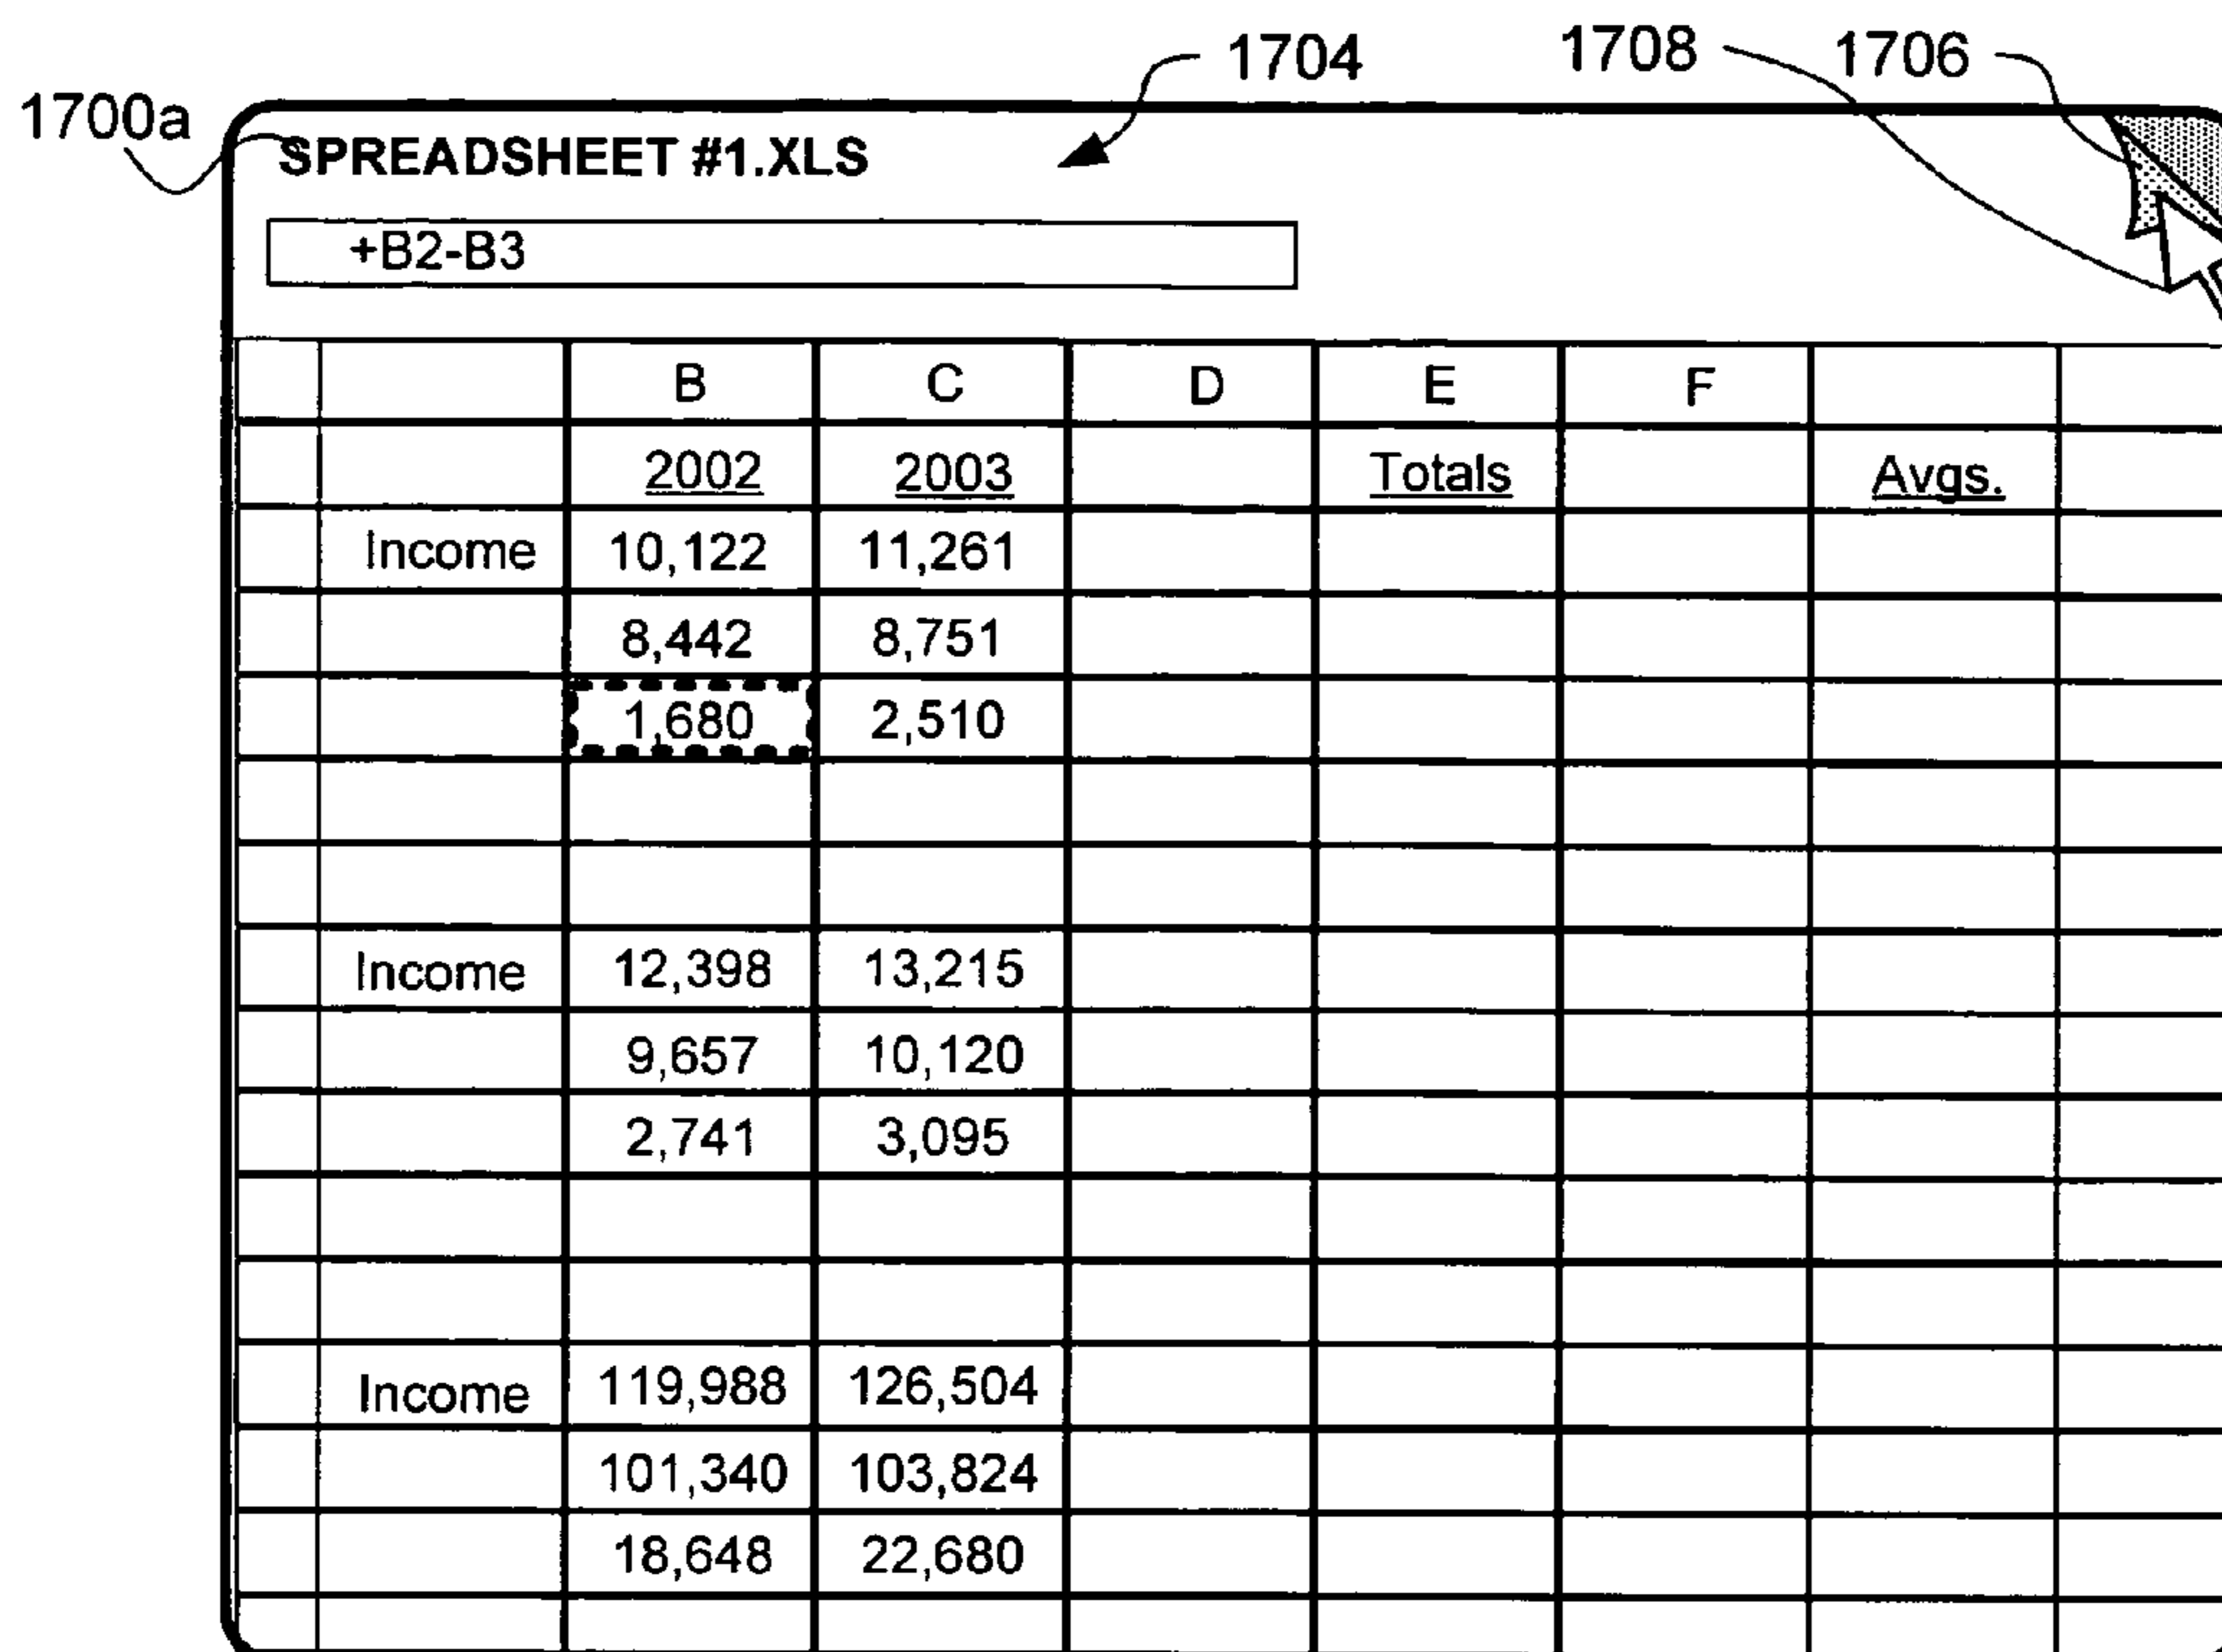 1704 1708 1706
1700a
SPREADSHEET #1.XLS
+B2-B3
B C D E F
2002 2003 Totals Avgs.
Income 10,122 11,261
8,442 8,751
1,680 2,510
Income 12,398 13,215
9,657 10,120
2,741 3,095
Income 119,988 126,504
101,340 103,824
18,648 22,680